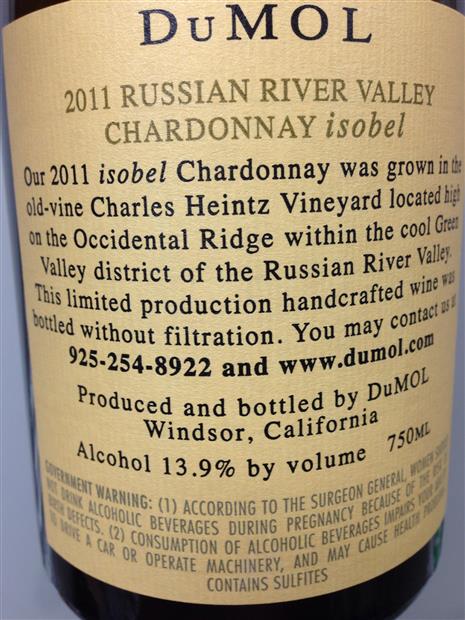 DuMOL
2011 RUSSIAN RIVER VALLEY
CHARDONNAY isobel
Our 2011 isobel Chardonnay was grown in the
old-vine Charles Heintz Vineyard located high
on the Occidental Ridge within the cool Green
Valley district of the Russian River Valley.
This limited production handcrafted wine was
bottled without filtration. You may contact us at
925-254-8922 and www.dumol.com
Produced and bottled by DuMOL
Windsor, California
Alcohol 13.9% by volume 750ML
GOVERNMENT WARNING: (1) ACCORDING TO THE SURGEON GENERAL, WOMEN
NOT DRINK ALCOHOLIC BEVERAGES DURING PREGNANCY BECAUSE OF THE
BIRTH DEFECTS. (2) CONSUMPTION OF ALCOHOLIC BEVERAGES IMPAIRS YOUR
TO DRIVE A CAR OR OPERATE MACHINERY, AND MAY CAUSE HEALTH
CONTAINS SULFITES